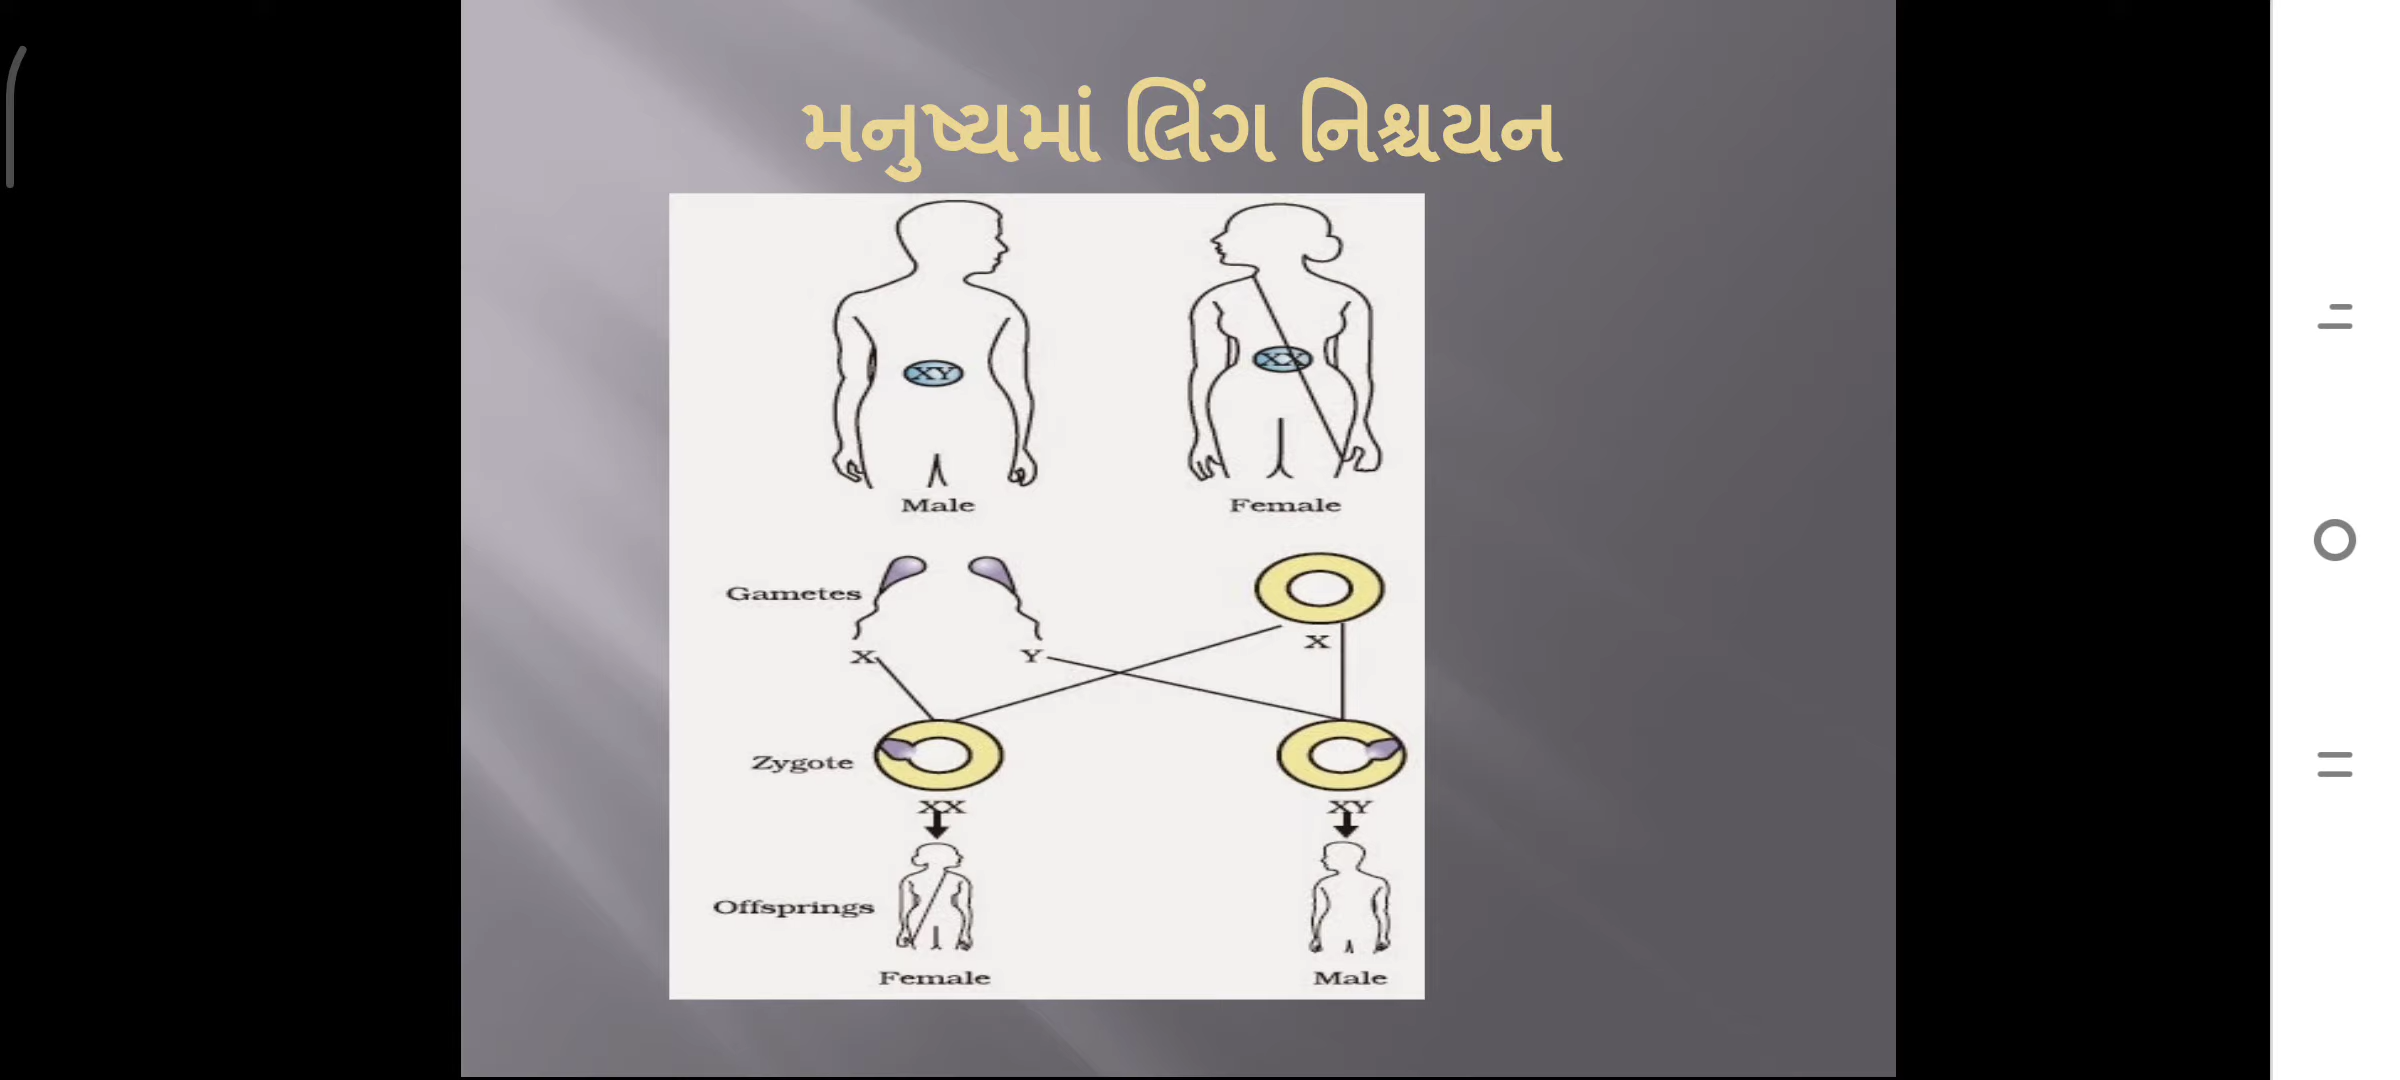 મનુષ્યમાં લિંગ નિશ્ચયન
XY
XX
Male
Female
Gametes
X
Y
X
Zygote
XX
XY
Offsprings
Female
Male